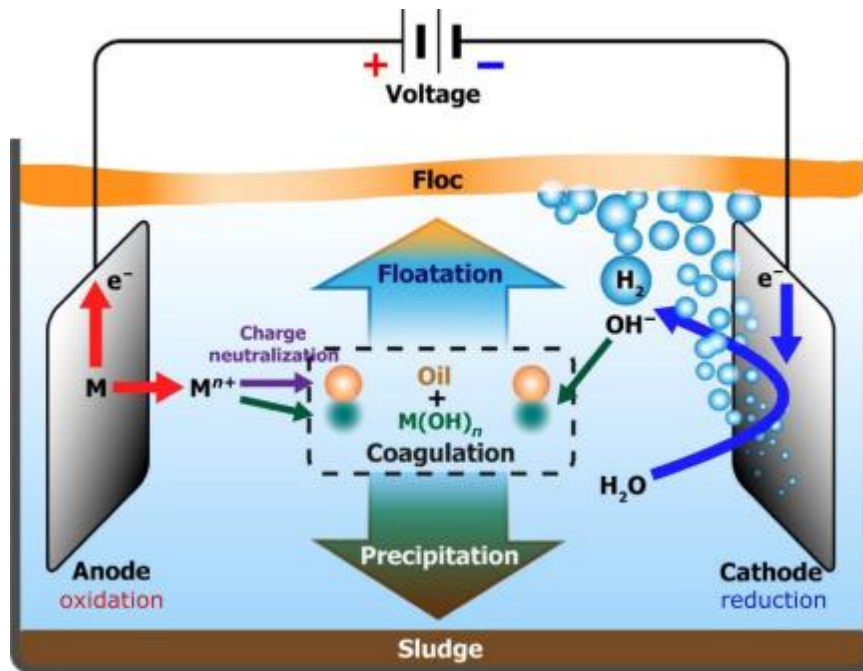 + −
Voltage
Floc
e⁻
Floatation
H₂
e⁻
OH⁻
Charge
neutralization
M
Mⁿ⁺
Oil
+
M(OH)ₙ
Coagulation
H₂O
Precipitation
Anode
oxidation
Cathode
reduction
Sludge